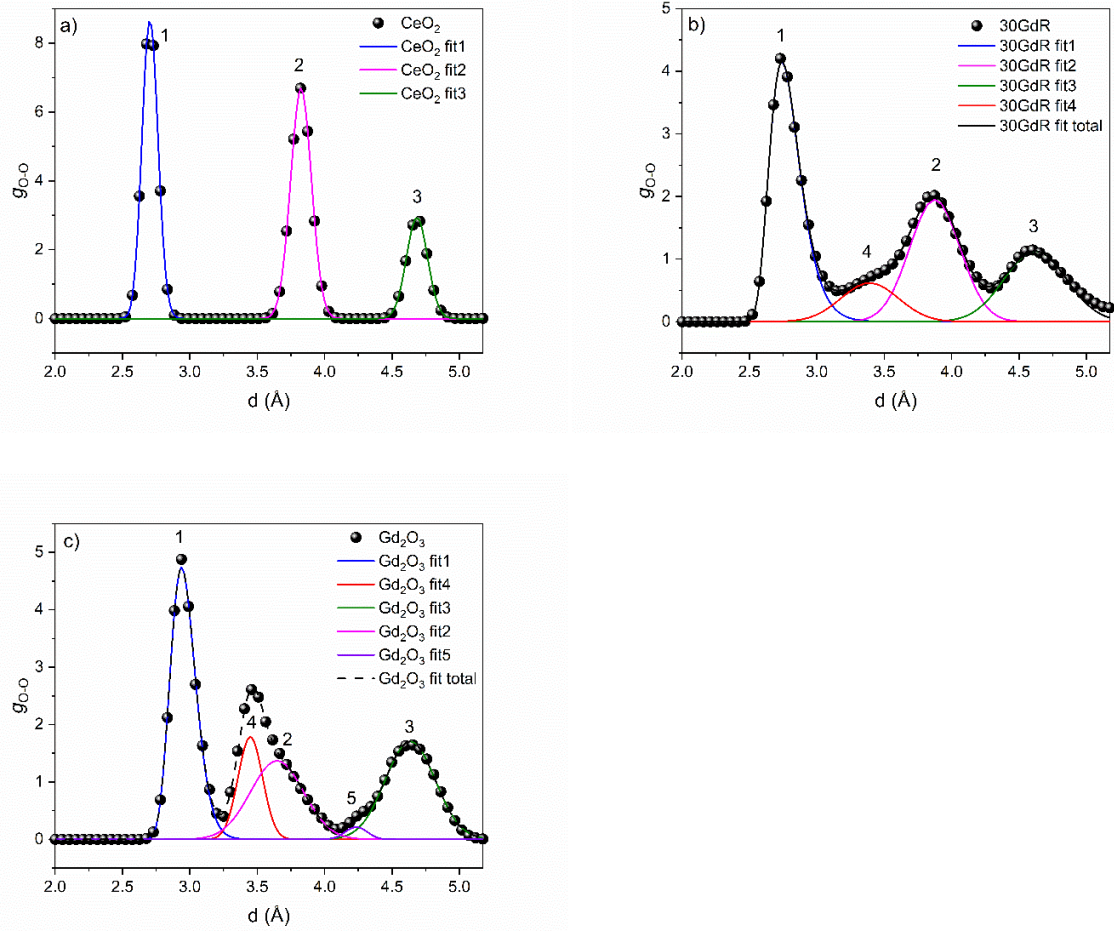 a)
CeO₂
CeO₂ fit1
CeO₂ fit2
CeO₂ fit3
1
2
3
8
6
4
2
0
gO-O
2.0 2.5 3.0 3.5 4.0 4.5 5.0
d (Å)
b)
30GdR
30GdR fit1
30GdR fit2
30GdR fit3
30GdR fit4
30GdR fit total
1
2
3
4
5
4
3
2
1
0
gO-O
2.0 2.5 3.0 3.5 4.0 4.5 5.0
d (Å)
c)
Gd₂O₃
Gd₂O₃ fit1
Gd₂O₃ fit4
Gd₂O₃ fit3
Gd₂O₃ fit2
Gd₂O₃ fit5
Gd₂O₃ fit total
1
4
2
5
3
5
4
3
2
1
0
gO-O
2.0 2.5 3.0 3.5 4.0 4.5 5.0
d (Å)